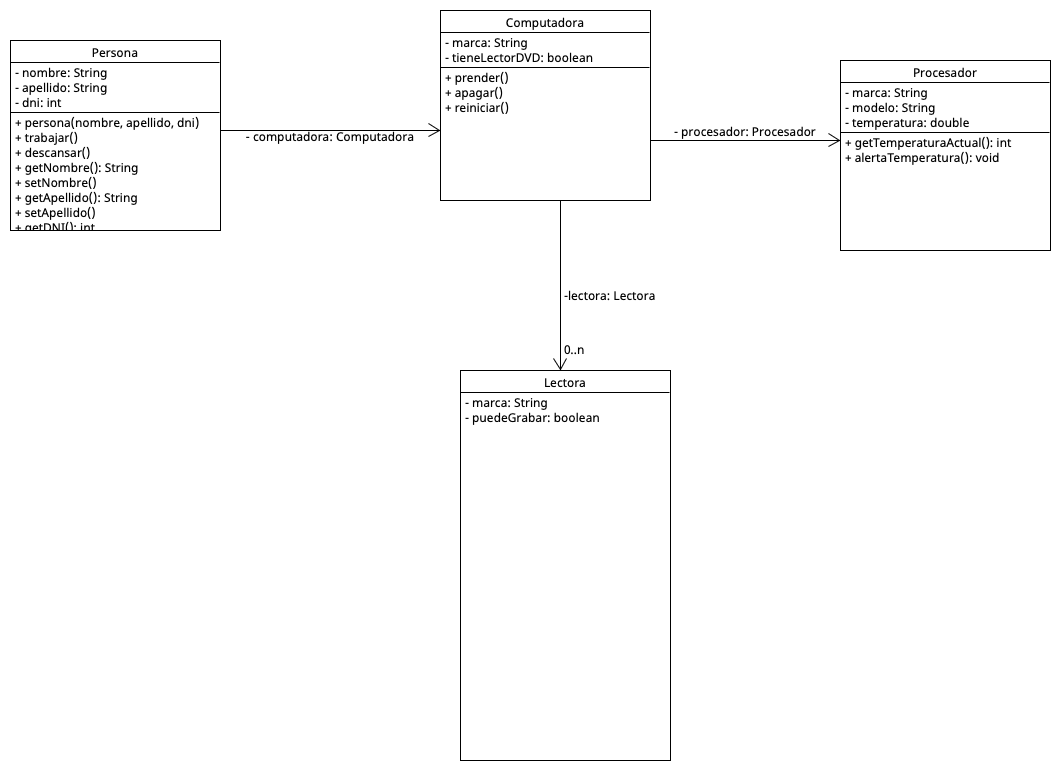 Persona
- nombre: String
- apellido: String
- dni: int
+ persona(nombre, apellido, dni)
+ trabajar()
+ descansar()
+ getNombre(): String
+ setNombre()
+ getApellido(): String
+ setApellido()
+ getDNI(): int
- computadora: Computadora
Computadora
- marca: String
- tieneLectorDVD: boolean
+ prender()
+ apagar()
+ reiniciar()
- procesador: Procesador
Procesador
- marca: String
- modelo: String
- temperatura: double
+ getTemperaturaActual(): int
+ alertaTemperatura(): void
-lectora: Lectora
0..n
Lectora
- marca: String
- puedeGrabar: boolean